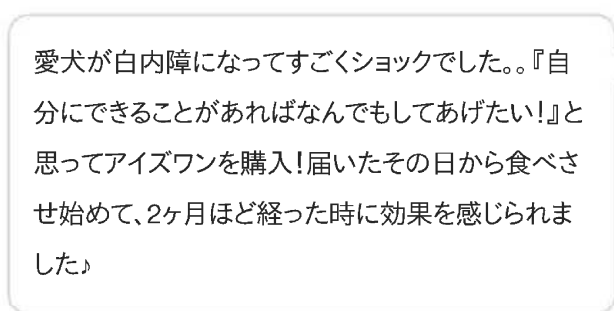 愛犬が白内障になってすごくショックでした。。『自
分にできることがあればなんでもしてあげたい！』と
思ってアイズワンを購入！届いたその日から食べさ
せ始めて、2ヶ月ほど経った時に効果を感じられま
した♪